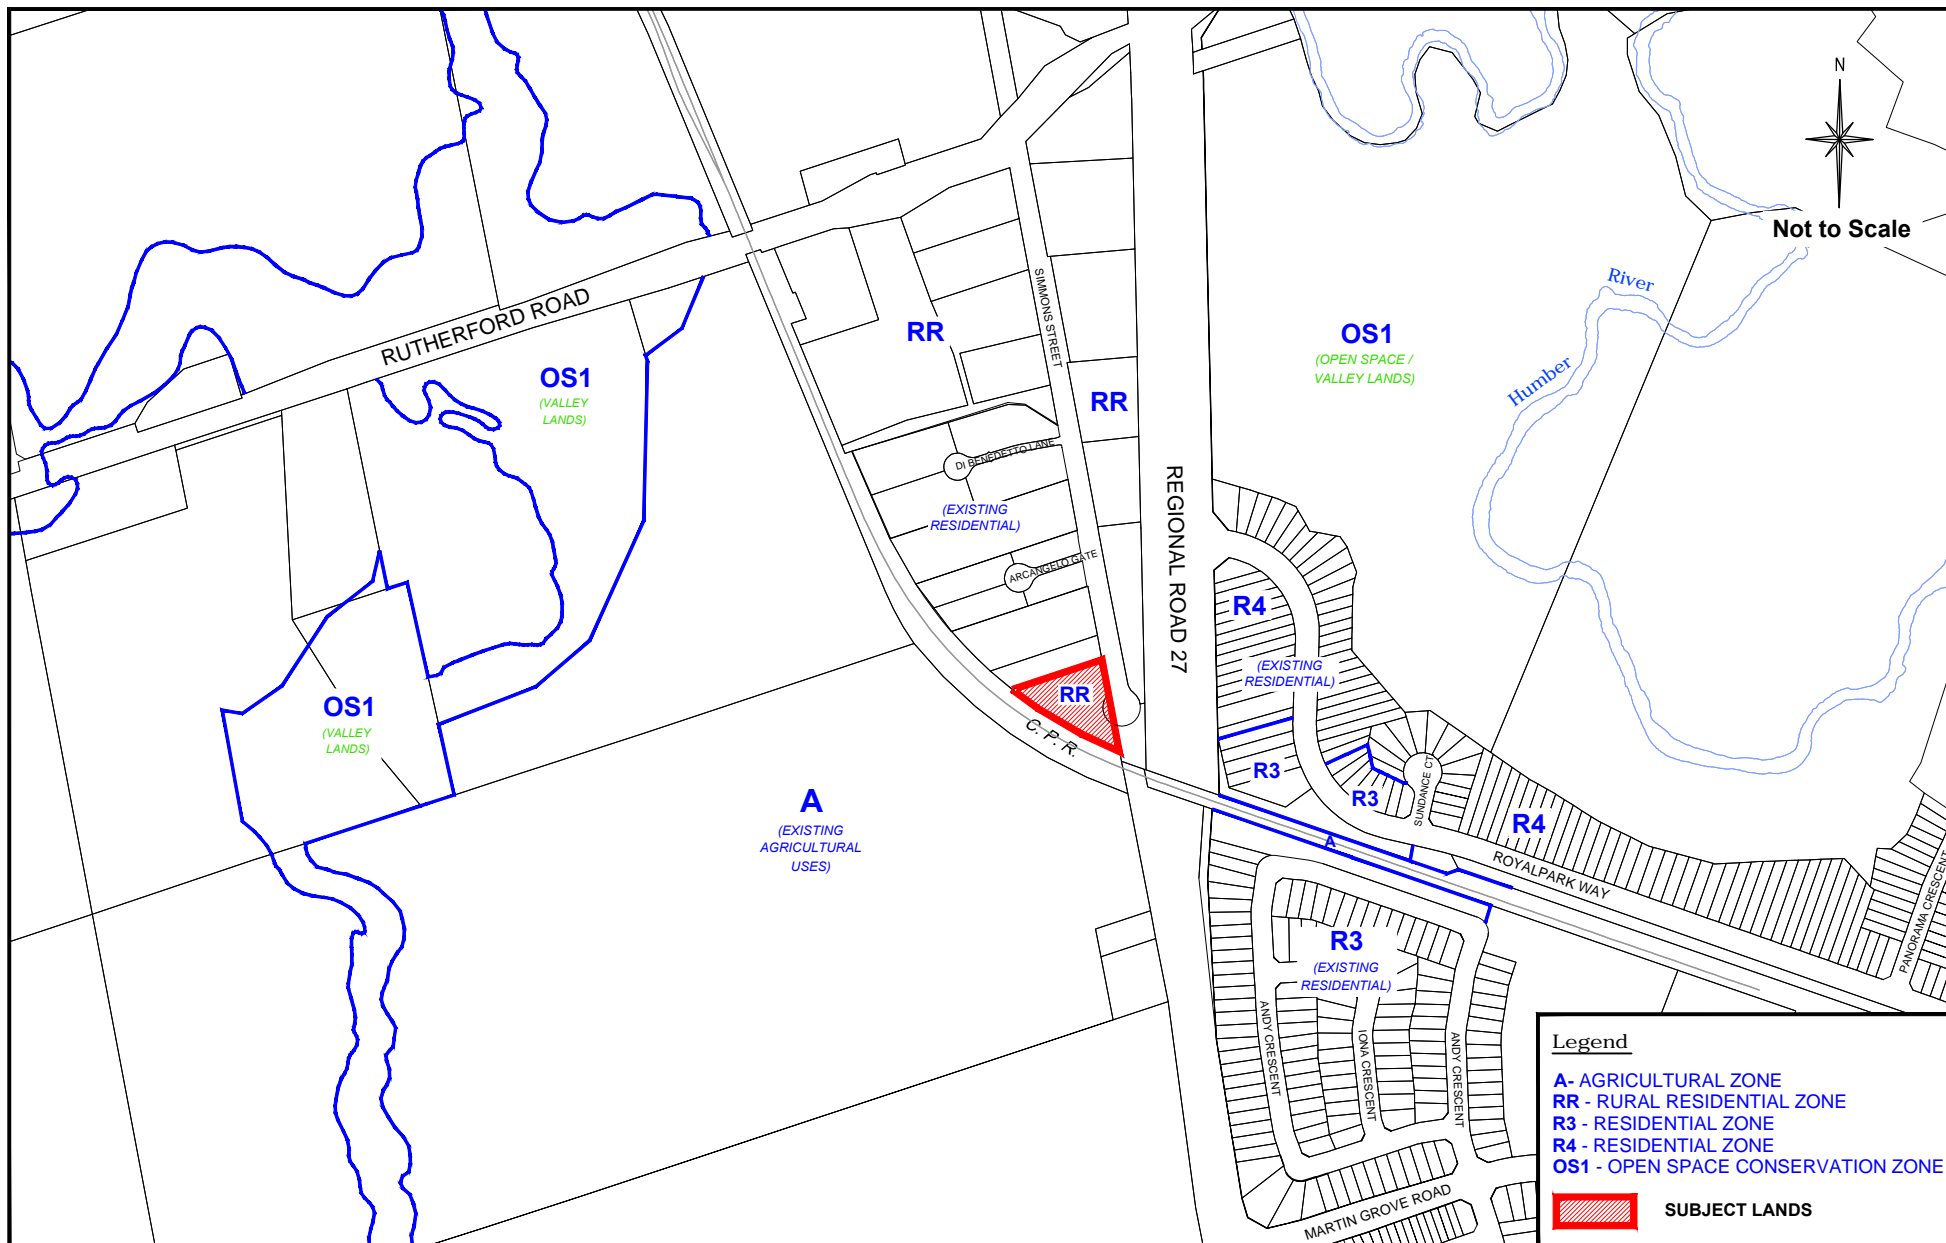 N
Not to Scale
River
Humber
RUTHERFORD ROAD
SIMMONS STREET
RR
OS1
(OPEN SPACE /
VALLEY LANDS)
OS1
(VALLEY
LANDS)
RR
DI BENEDETTO LANE
REGIONAL ROAD 27
(EXISTING
RESIDENTIAL)
ARCANGELO GATE
R4
(EXISTING
RESIDENTIAL)
RR
OS1
(VALLEY
LANDS)
C. P. R.
R3
R3
SUNDANCE CT
A
(EXISTING
AGRICULTURAL
USES)
R4
A
ROYALPARK WAY
PANORAMA CRESCENT
R3
(EXISTING
RESIDENTIAL)
ANDY CRESCENT
IONA CRESCENT
ANDY CRESCENT
MARTIN GROVE ROAD
Legend
A- AGRICULTURAL ZONE
RR - RURAL RESIDENTIAL ZONE
R3 - RESIDENTIAL ZONE
R4 - RESIDENTIAL ZONE
OS1 - OPEN SPACE CONSERVATION ZONE
SUBJECT LANDS